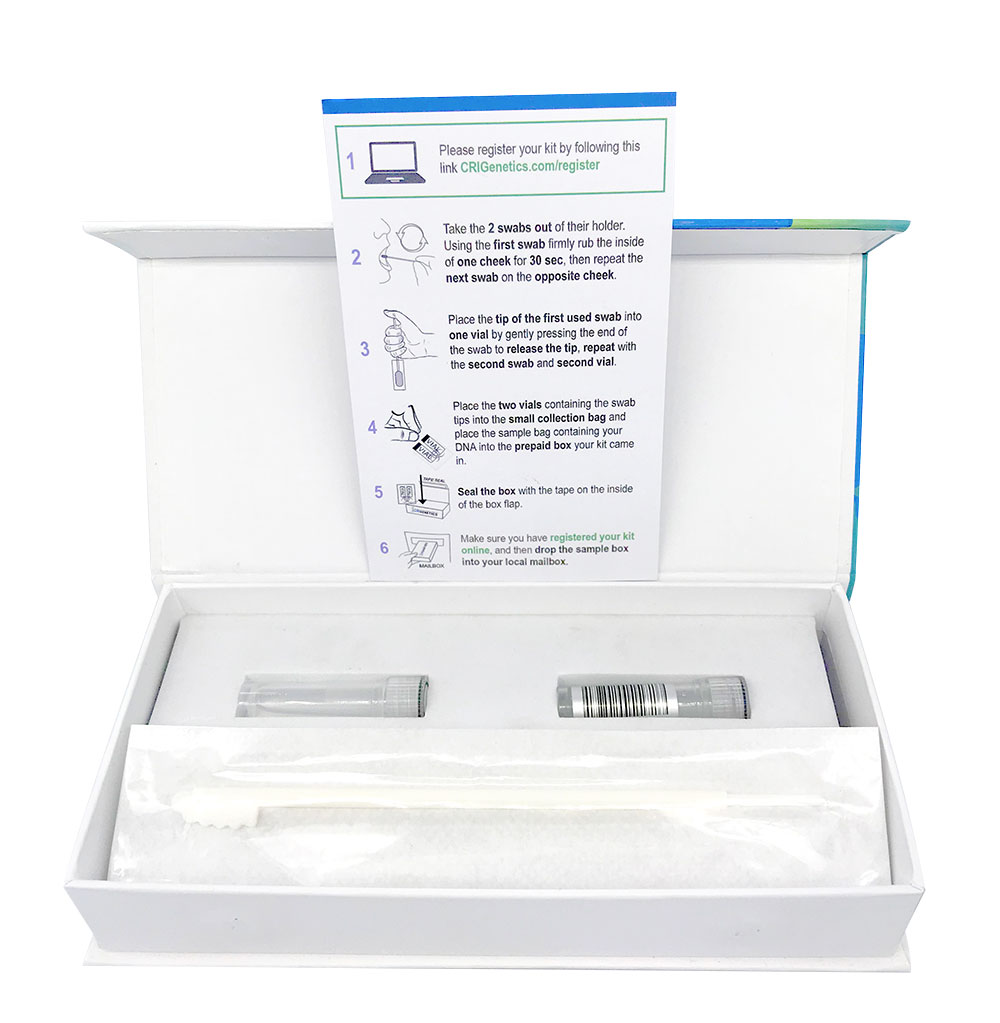 1
Please register your kit by following this
link CRIGenetics.com/register
2
Take the 2 swabs out of their holder.
Using the first swab firmly rub the inside
of one cheek for 30 sec, then repeat the
next swab on the opposite cheek.
3
Place the tip of the first used swab into
one vial by gently pressing the end of
the swab to release the tip, repeat with
the second swab and second vial.
4
VIAL
VIAL
Place the two vials containing the swab
tips into the small collection bag and
place the sample bag containing your
DNA into the prepaid box your kit came
in.
5
TAPE SEAL
Seal the box with the tape on the inside
of the box flap.
6
MAILBOX
Make sure you have registered your kit
online, and then drop the sample box
into your local mailbox.